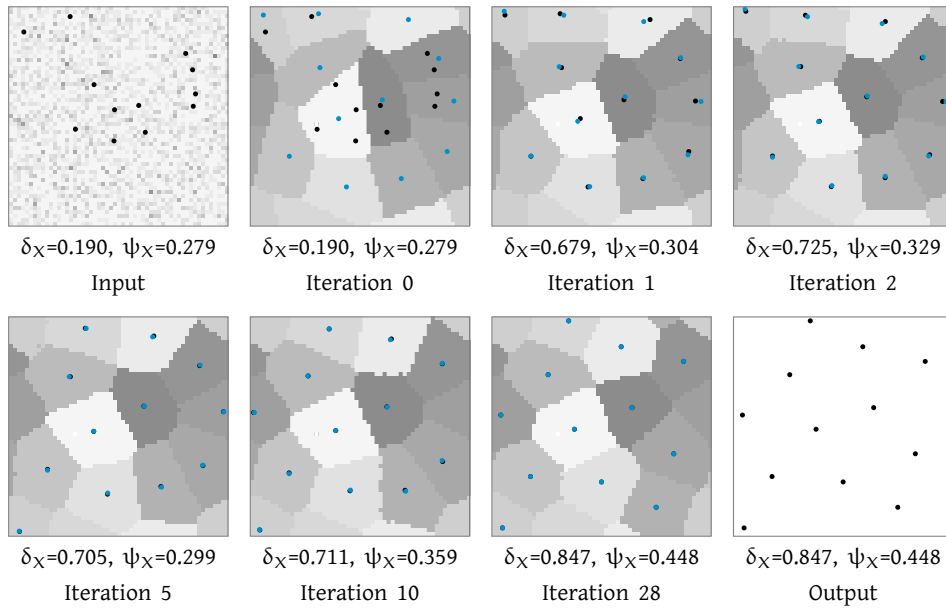 δX=0.190, ψX=0.279
Input
δX=0.190, ψX=0.279
Iteration 0
δX=0.679, ψX=0.304
Iteration 1
δX=0.725, ψX=0.329
Iteration 2
δX=0.705, ψX=0.299
Iteration 5
δX=0.711, ψX=0.359
Iteration 10
δX=0.847, ψX=0.448
Iteration 28
δX=0.847, ψX=0.448
Output